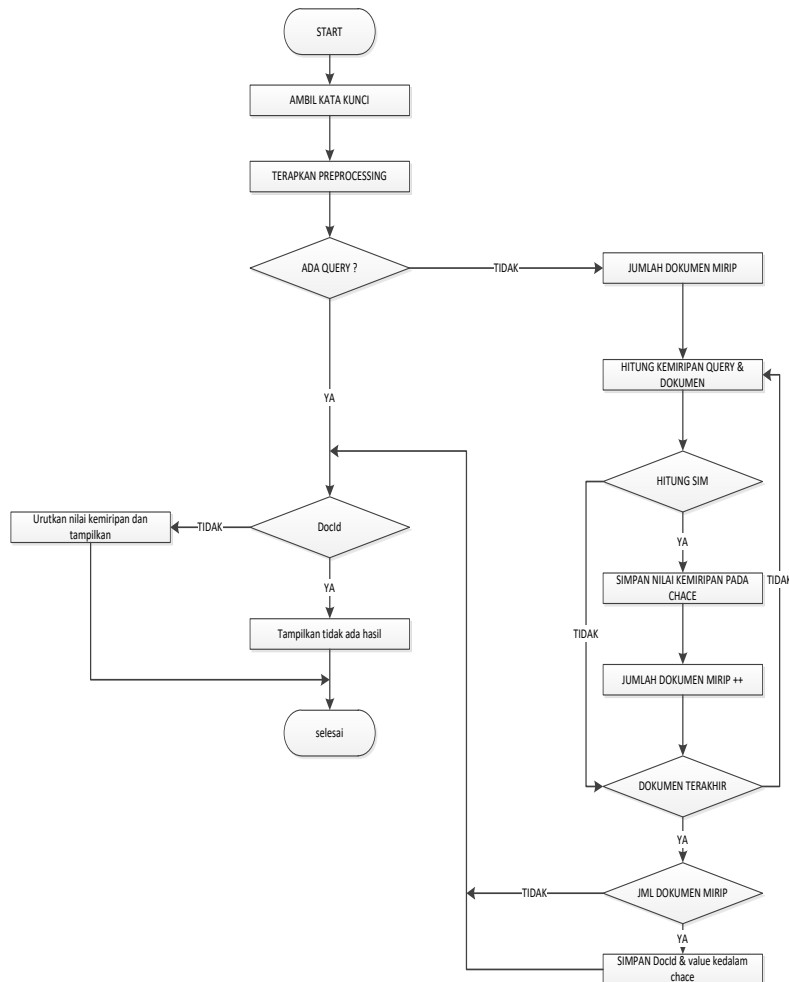 START
AMBIL KATA KUNCI
TERAPKAN PREPROCESSING
ADA QUERY ?
TIDAK
JUMLAH DOKUMEN MIRIP
HITUNG KEMIRIPAN QUERY &
DOKUMEN
YA
HITUNG SIM
Urutkan nilai kemiripan dan
tampilkan
TIDAK
DocId
YA
YA
SIMPAN NILAI KEMIRIPAN PADA
CHACE
TIDAK
Tampilkan tidak ada hasil
TIDAK
JUMLAH DOKUMEN MIRIP ++
selesai
DOKUMEN TERAKHIR
YA
TIDAK
JML DOKUMEN MIRIP
YA
SIMPAN DocId & value kedalam
chace